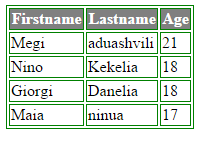 Firstname Lastname Age
Megi aduashvili 21
Nino Kekelia 18
Giorgi Danelia 18
Maia ninua 17